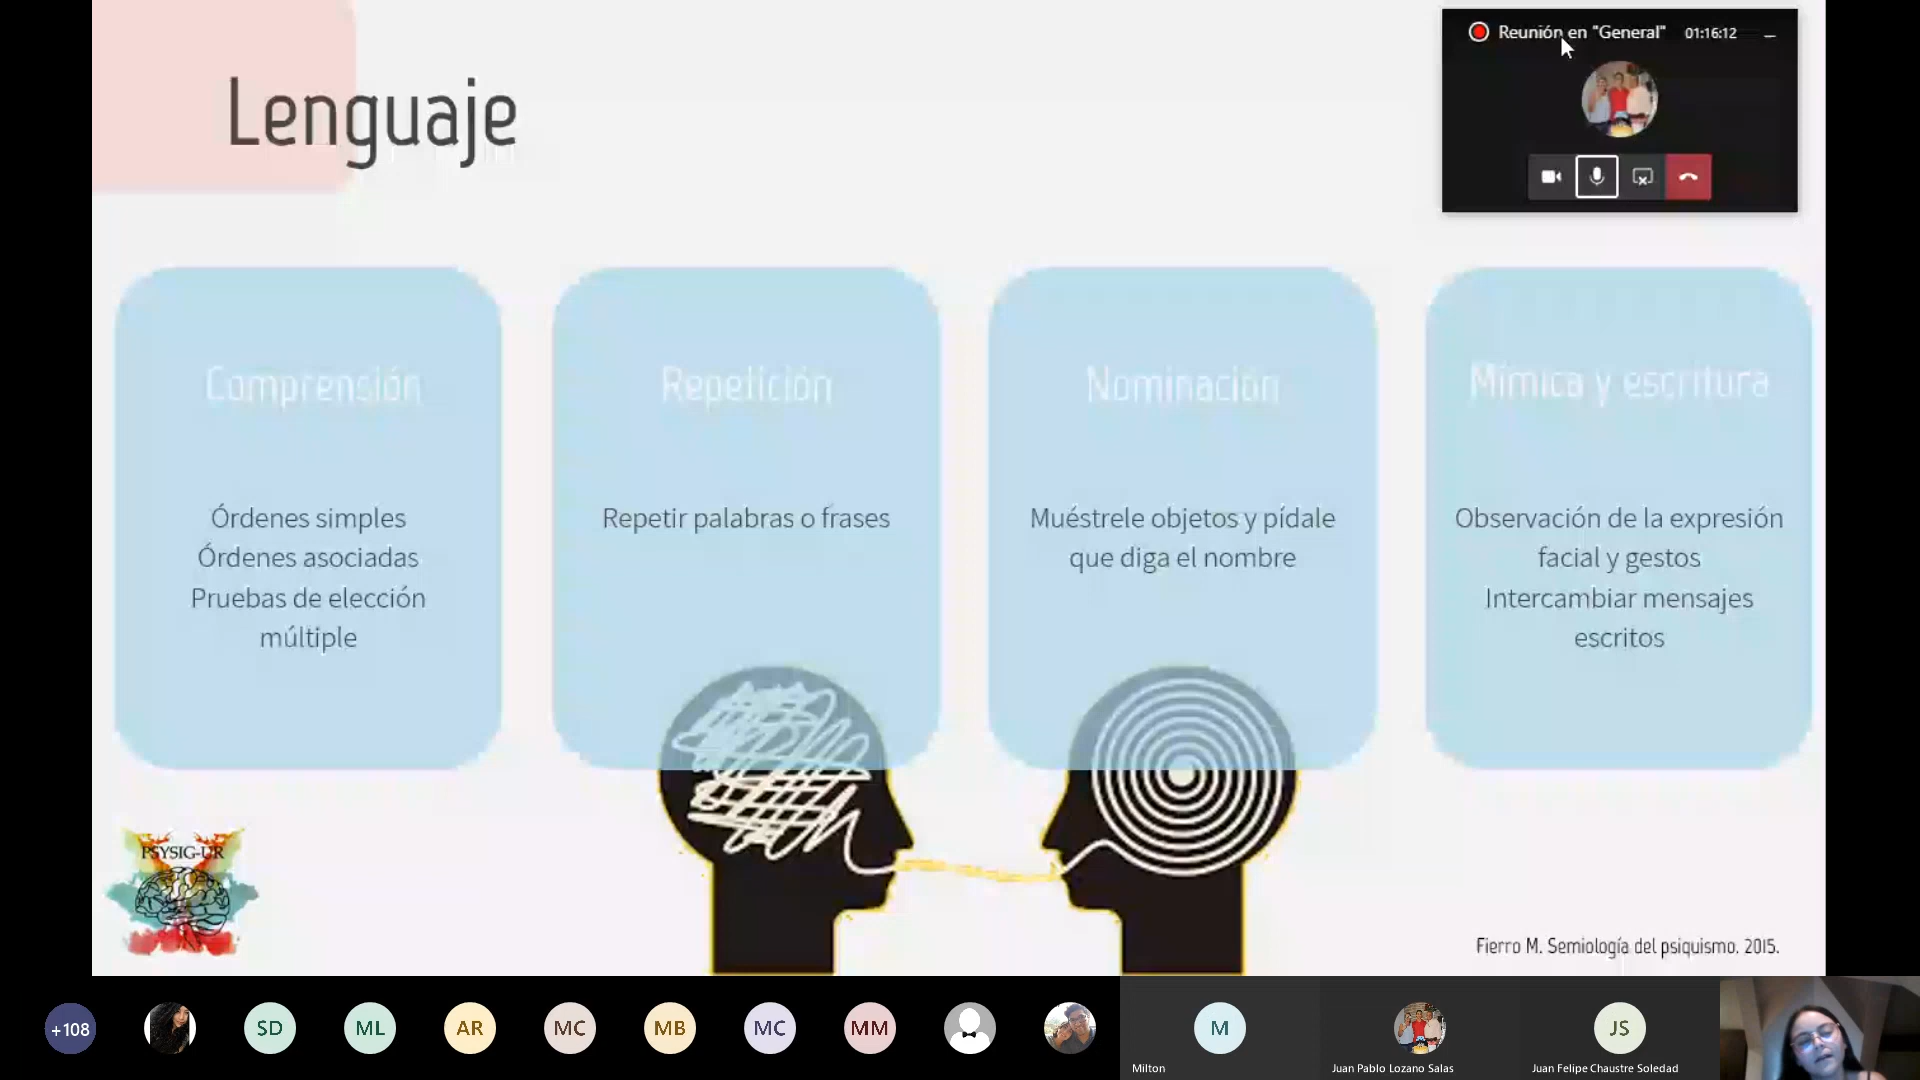 Lenguaje
Reunión en "General" 01:16:12
Comprensión
Órdenes simples
Órdenes asociadas
Pruebas de elección
múltiple
Repetición
Repetir palabras o frases
Nominación
Muéstrele objetos y pídale
que diga el nombre
Mímica y escritura
Observación de la expresión
facial y gestos
Intercambiar mensajes
escritos
PSYSIG-UR
Fierro M. Semiología del psiquismo. 2015.
+108
SD
ML
AR
MC
MB
MC
MM
M
JS
Milton
Juan Pablo Lozano Salas
Juan Felipe Chaustre Soledad